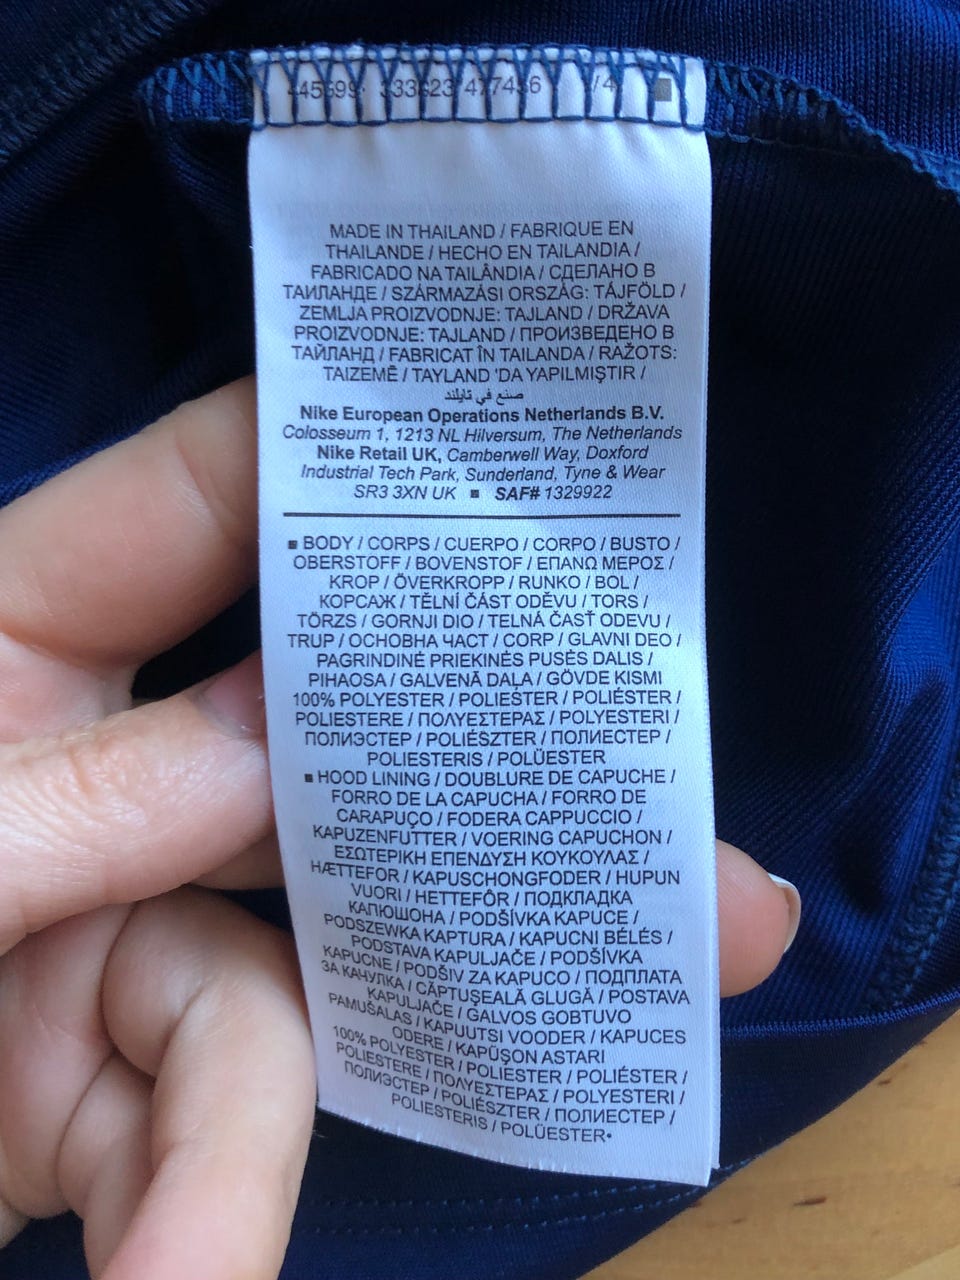 MADE IN THAILAND / FABRIQUE EN
THAILANDE / HECHO EN TAILANDIA /
FABRICADO NA TAILÂNDIA / СДЕЛАНО В
ТАИЛАНДЕ / SZÁRMAZÁSI ORSZÁG: TÁJFÖLD /
ZEMLJA PROIZVODNJE: TAJLAND / DRŽAVA
PROIZVODNJE: TAJLAND / ПРОИЗВЕДЕНО В
ТАЙЛАНД / FABRICAT ÎN TAILANDA / RAŽOTS:
TAIZEMĒ / TAYLAND 'DA YAPILMIŞTIR /
صنع في تايلند
Nike European Operations Netherlands B.V.
Colosseum 1, 1213 NL Hilversum, The Netherlands
Nike Retail UK, Camberwell Way, Doxford
Industrial Tech Park, Sunderland, Tyne & Wear
SR3 3XN UK ■ SAF# 1329922
■ BODY / CORPS / CUERPO / CORPO / BUSTO /
OBERSTOFF / BOVENSTOF / ΕΠΑΝΩ ΜΕΡΟΣ /
KROP / ÖVERKROPP / RUNKO / BOL /
КОРСАЖ / TĚLNÍ ČÁST ODĚVU / TORS /
TÖRZS / GORNJI DIO / TELNÁ ČASŤ ODEVU /
TRUP / ОСНОВНА ЧАСТ / CORP / GLAVNI DEO /
PAGRINDINĖ PRIEKINĖS PUSĖS DALIS /
PIHAOSA / GALVENĀ DAĻA / GÖVDE KISMI
100% POLYESTER / POLIESTER / POLIÉSTER /
POLIESTERE / ΠΟΛΥΕΣΤΕΡΑΣ / POLYESTERI /
ПОЛИЭСТЕР / POLIÉSZTER / ПОЛИЕСТЕР /
POLIESTERIS / POLÜESTER
■ HOOD LINING / DOUBLURE DE CAPUCHE /
FORRO DE LA CAPUCHA / FORRO DE
CARAPUÇO / FODERA CAPPUCCIO /
KAPUZENFUTTER / VOERING CAPUCHON /
ΕΣΩΤΕΡΙΚΗ ΕΠΕΝΔΥΣΗ ΚΟΥΚΟΥΛΑΣ /
HÆTTEFOR / KAPUSCHONGFODER / HUPUN
VUORI / HETTEFÔR / ПОДКЛАДКА
КАПЮШОНА / PODŠÍVKA KAPUCE /
PODSZEWKA KAPTURA / KAPUCNI BÉLÉS /
PODSTAVA KAPULJAČE / PODŠÍVKA
KAPUCNE / PODŠIV ZA KAPUCO / ПОДПЛАТА
ЗА КАЧУЛКА / CĂPTUŞEALĂ GLUGĂ / POSTAVA
KAPULJAČE / GALVOS GOBTUVO
PAMUŠALAS / KAPUUTSI VOODER / KAPUCES
ODERE / KAPÜŞON ASTARI
100% POLYESTER / POLIESTER / POLIÉSTER /
POLIESTERE / ΠΟΛΥΕΣΤΕΡΑΣ / POLYESTERI /
ПОЛИЭСТЕР / POLIÉSZTER / ПОЛИЕСТЕР /
POLIESTERIS / POLÜESTER•